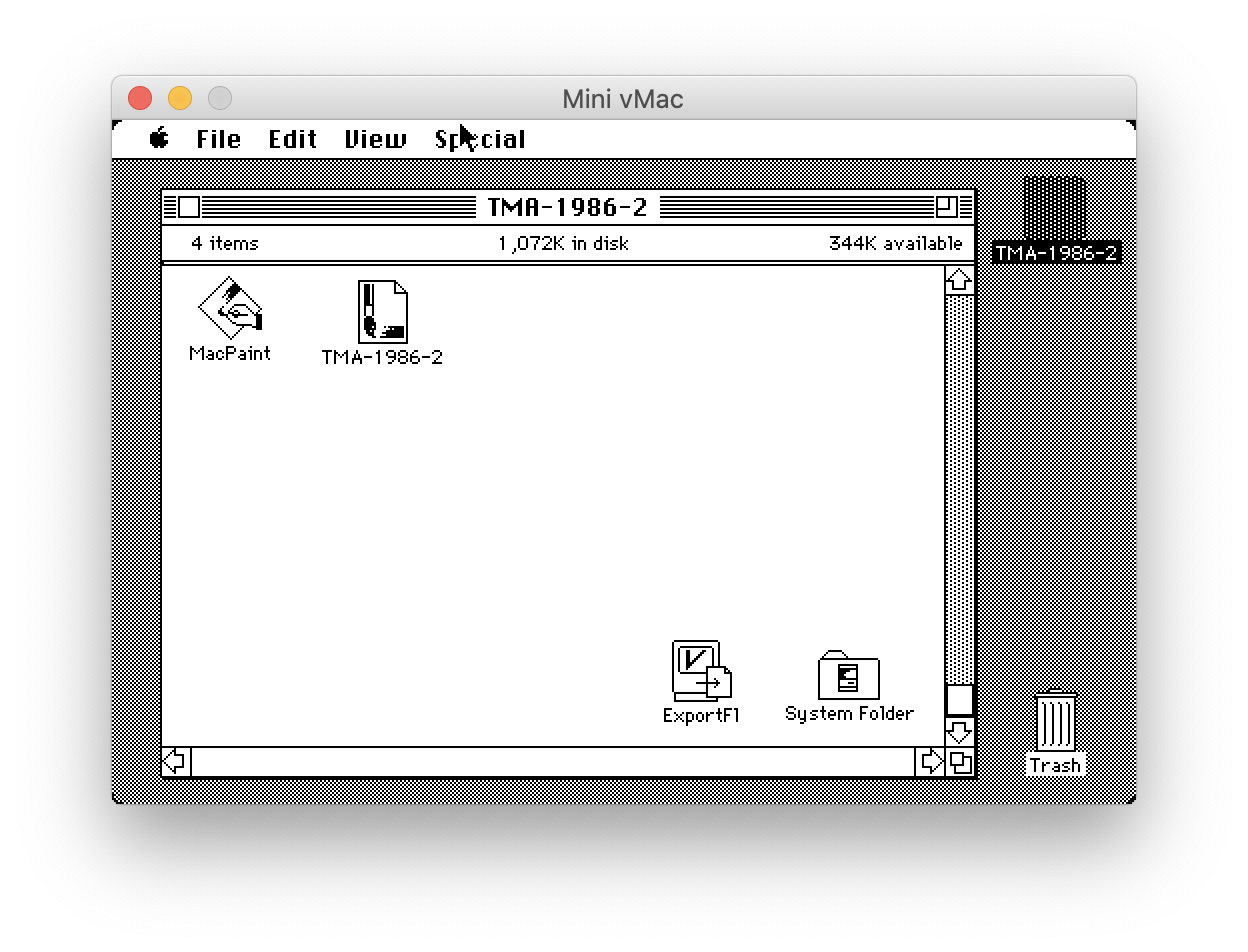 Mini vMac
File Edit View Special
TMA-1986-2
4 items 1,072K in disk 344K available
TMA-1986-2
MacPaint TMA-1986-2
ExportFl System Folder
Trash